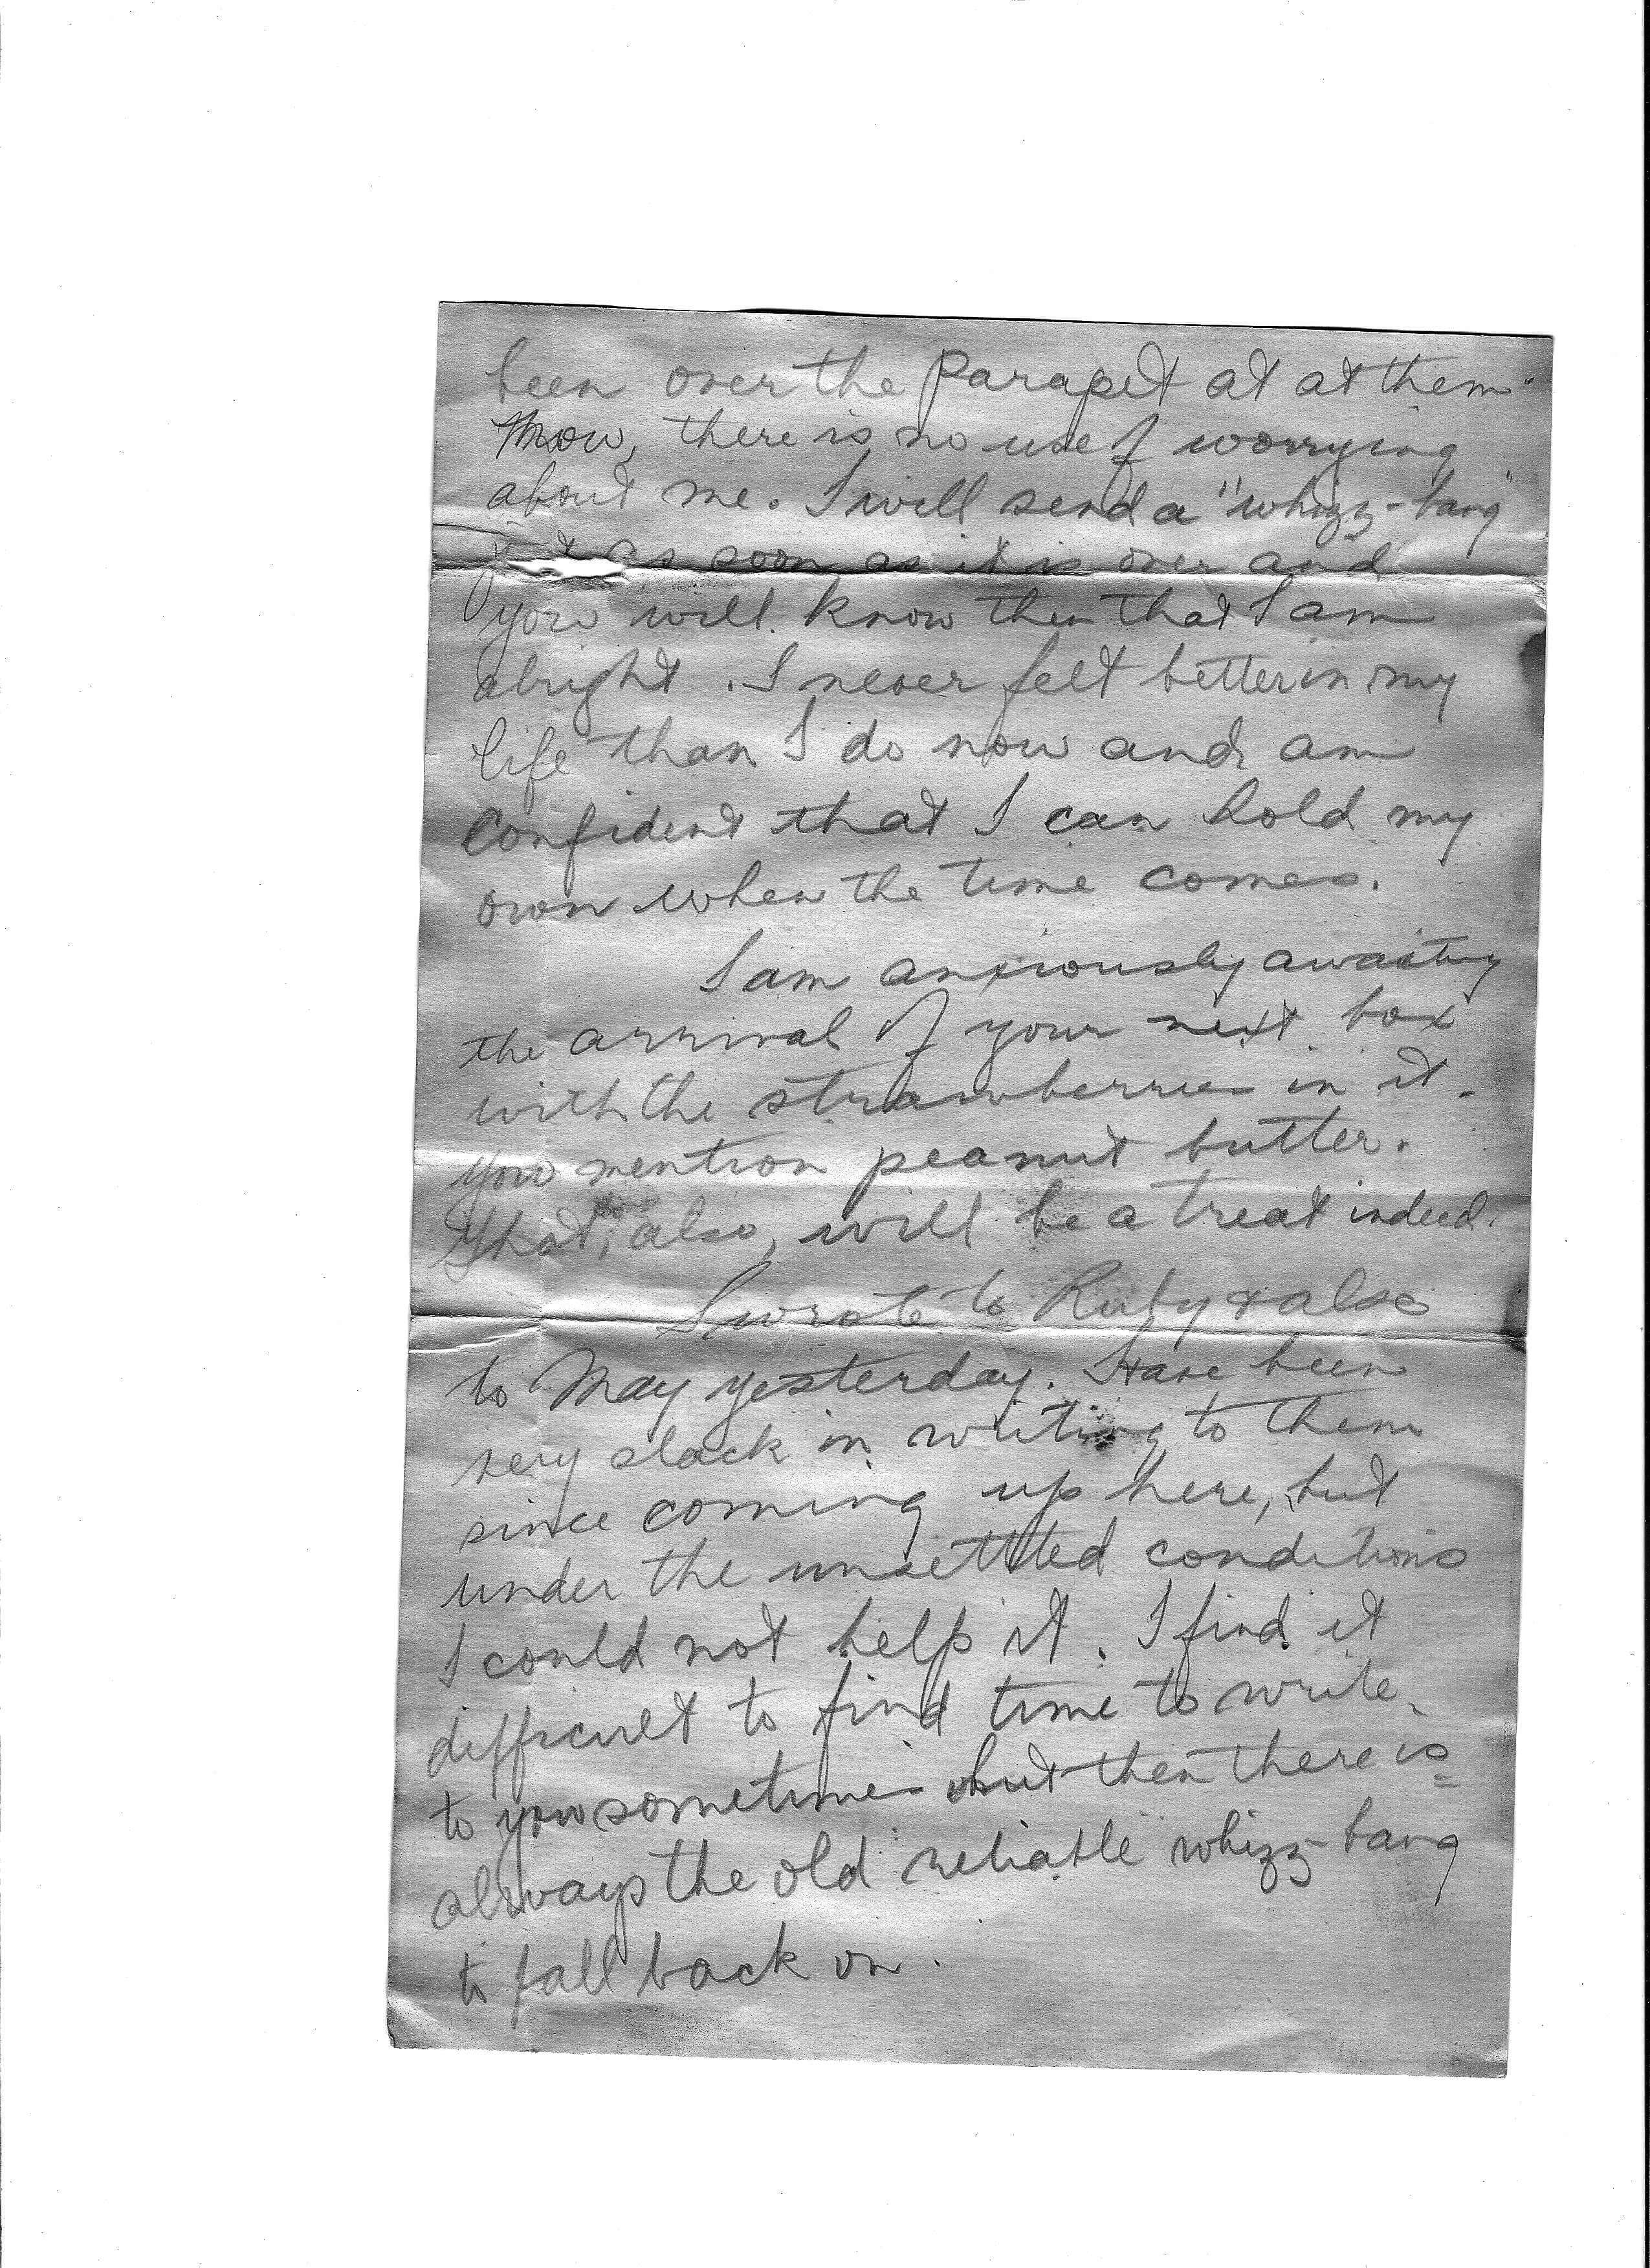 been over the Parapet at at them.
Now, there is no use of worrying
about me. I will send a "whizz-bang"
as soon as it is over and
you will know then that I am
alright. I never felt better in my
life than I do now and am
confident that I can hold my
own when the time comes.
I am anxiously awaiting
the arrival of your next box
with the strawberries in it.
You mention peanut butter.
That, also, will be a treat indeed.
I wrote to Ruby & also
to May yesterday. Have been
very slack in writing to them
since coming up here, but
under the unsettled conditions
I could not help it. I find it
difficult to find time to write
to you sometimes but then there is
always the old reliable whizz-bang
to fall back on.